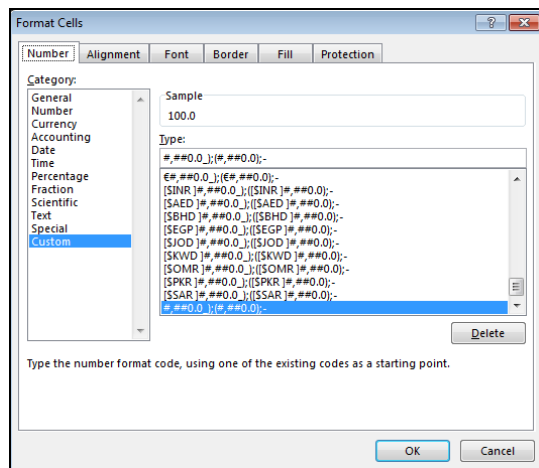 Format Cells
Number Alignment Font Border Fill Protection
Category:
General
Number
Currency
Accounting
Date
Time
Percentage
Fraction
Scientific
Text
Special
Custom
Sample
100.0
Type:
#,##0.0_);(#,##0.0);-
€#,##0.0_);(€#,##0.0);-
[$INR ]#,##0.0_);([$INR ]#,##0.0);-
[$AED ]#,##0.0_);([$AED ]#,##0.0);-
[$BHD ]#,##0.0_);([$BHD ]#,##0.0);-
[$EGP ]#,##0.0_);([$EGP ]#,##0.0);-
[$JOD ]#,##0.0_);([$JOD ]#,##0.0);-
[$KWD ]#,##0.0_);([$KWD ]#,##0.0);-
[$OMR ]#,##0.0_);([$OMR ]#,##0.0);-
[$PKR ]#,##0.0_);([$PKR ]#,##0.0);-
[$SAR ]#,##0.0_);([$SAR ]#,##0.0);-
#,##0.0_);(#,##0.0);-
Delete
Type the number format code, using one of the existing codes as a starting point.
OK Cancel